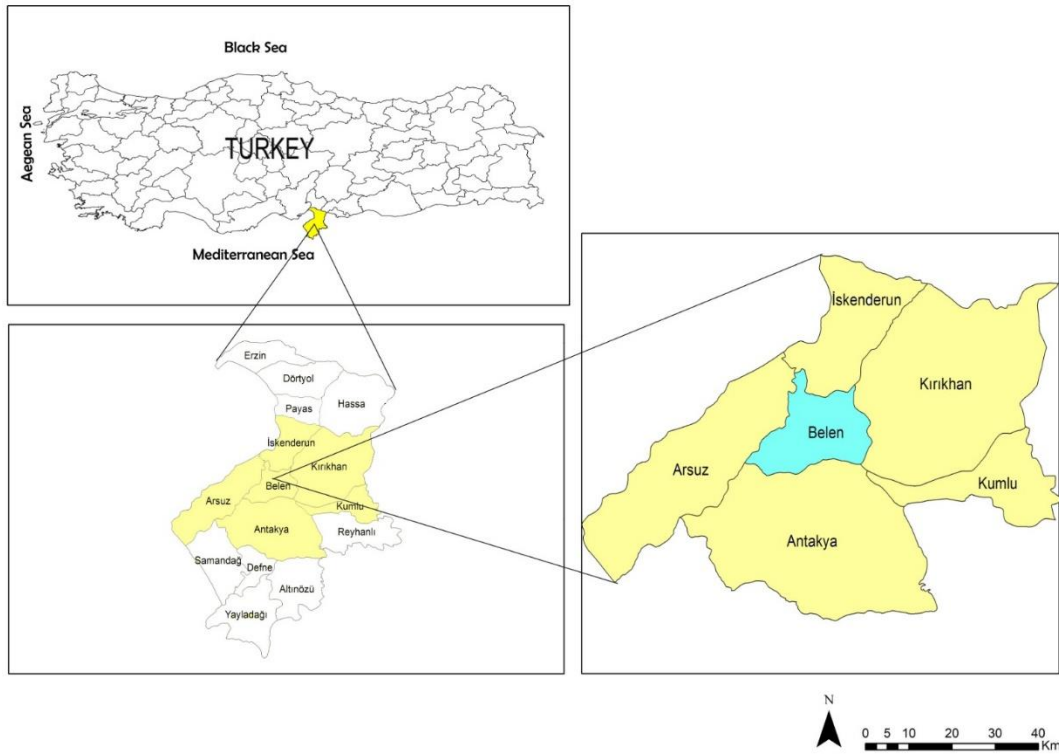 Black Sea
Aegean Sea
TURKEY
Mediterranean Sea
Erzin
Dörtyol
Payas
Hassa
İskenderun
Kırıkhan
Belen
Arsuz
Kumlu
Antakya
Reyhanlı
Samandağ
Defne
Altınözü
Yayladağı
İskenderun
Kırıkhan
Belen
Arsuz
Kumlu
Antakya
N
0 5 10 20 30 40
Km